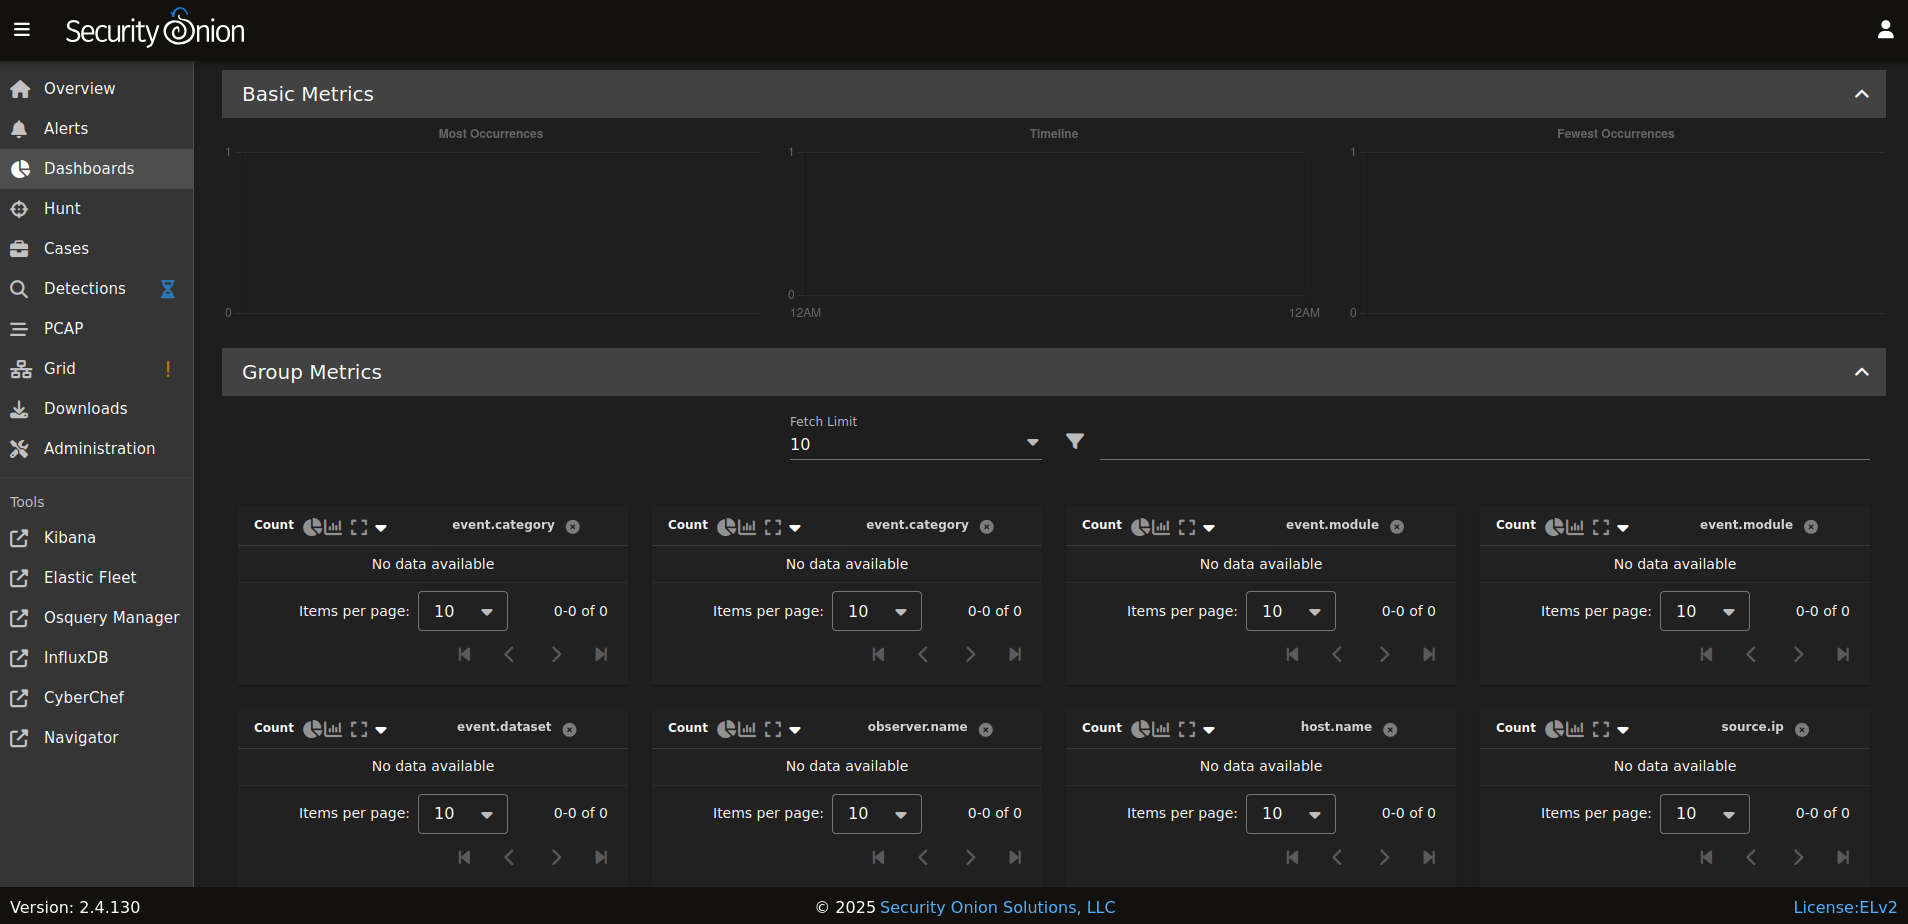 Security Onion
Overview
Alerts
Dashboards
Hunt
Cases
Detections
PCAP
Grid
Downloads
Administration
Tools
Kibana
Elastic Fleet
Osquery Manager
InfluxDB
CyberChef
Navigator
Basic Metrics
Most Occurrences
1
0
Timeline
1
0
12AM 12AM
Fewest Occurrences
1
0
Group Metrics
Fetch Limit
10
Count event.category
No data available
Items per page: 10 0-0 of 0
Count event.category
No data available
Items per page: 10 0-0 of 0
Count event.module
No data available
Items per page: 10 0-0 of 0
Count event.module
No data available
Items per page: 10 0-0 of 0
Count event.dataset
No data available
Items per page: 10 0-0 of 0
Count observer.name
No data available
Items per page: 10 0-0 of 0
Count host.name
No data available
Items per page: 10 0-0 of 0
Count source.ip
No data available
Items per page: 10 0-0 of 0
Version: 2.4.130
© 2025 Security Onion Solutions, LLC
License:ELv2